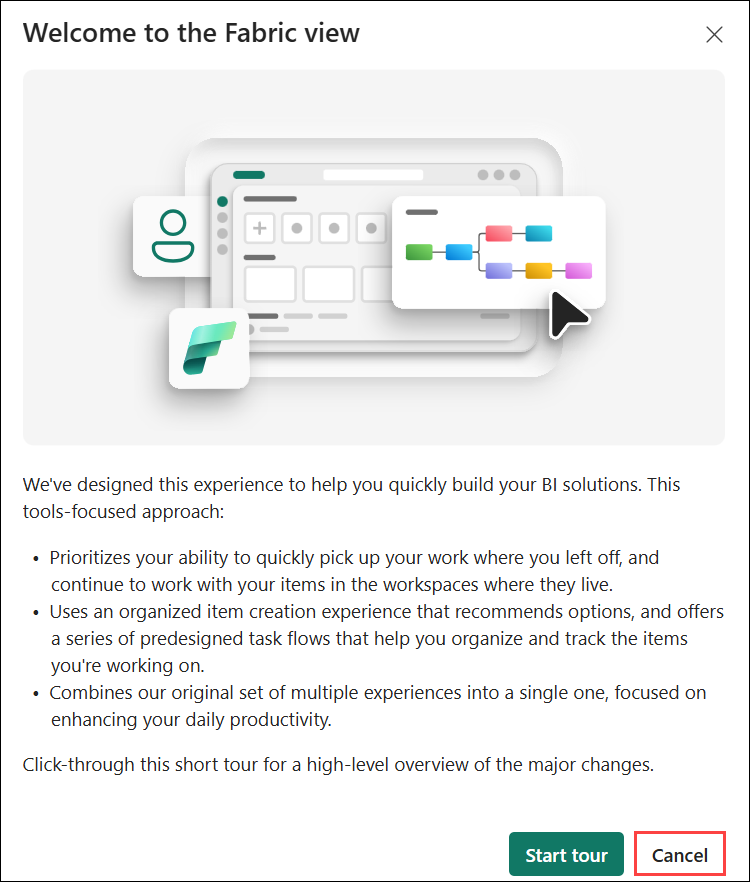 Welcome to the Fabric view
We've designed this experience to help you quickly build your BI solutions. This
tools-focused approach:
• Prioritizes your ability to quickly pick up your work where you left off, and
continue to work with your items in the workspaces where they live.
• Uses an organized item creation experience that recommends options, and offers
a series of predesigned task flows that help you organize and track the items
you're working on.
• Combines our original set of multiple experiences into a single one, focused on
enhancing your daily productivity.
Click-through this short tour for a high-level overview of the major changes.
Start tour
Cancel